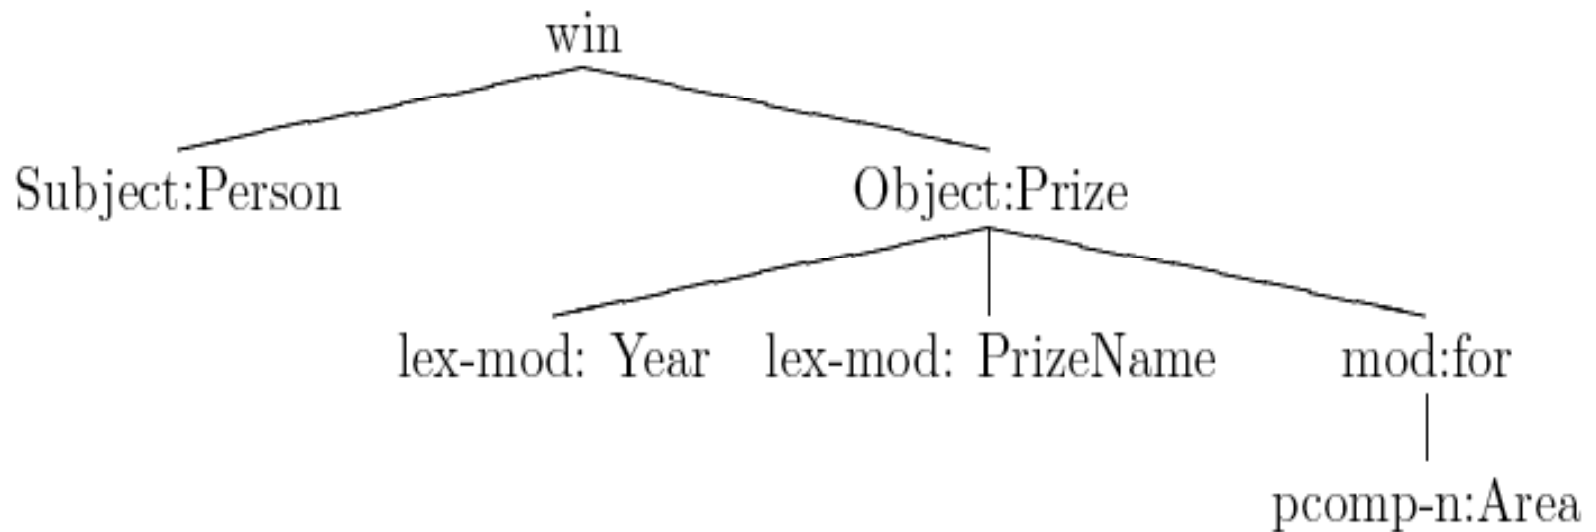 win
Subject:Person Object:Prize
lex-mod: Year lex-mod: PrizeName mod:for
pcomp-n:Area